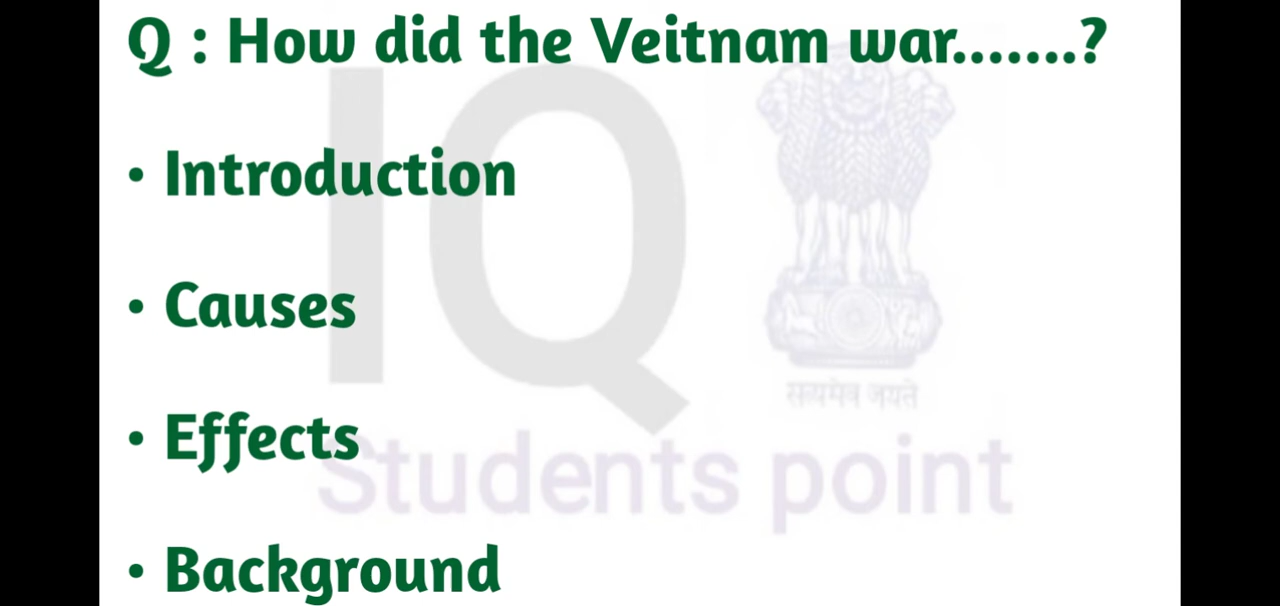 Q : How did the Veitnam war.......?
• Introduction
• Causes
• Effects
• Background
IQ
सत्यमेव जयते
Students point